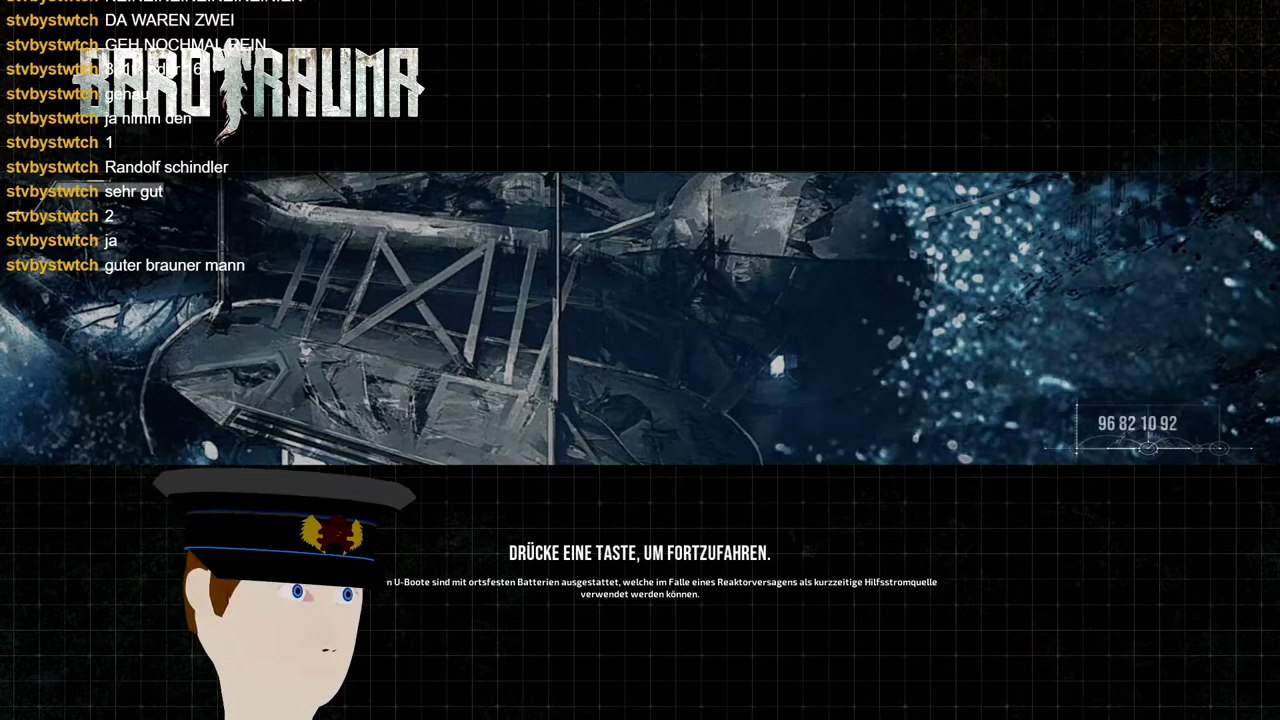 stvbystwtch DA WAREN ZWEI
stvbystwtch GEH NOCHMAL REIN
BAROTRAUMA
stvbystwtch
stvbystwtch genau
stvbystwtch ja nimm den
stvbystwtch 1
stvbystwtch Randolf schindler
stvbystwtch sehr gut
stvbystwtch 2
stvbystwtch ja
stvbystwtch guter brauner mann
96 82 10 92
DRÜCKE EINE TASTE, UM FORTZUFAHREN.
n U-Boote sind mit ortsfesten Batterien ausgestattet, welche im Falle eines Reaktorversagens als kurzzeitige Hilfsstromquelle
verwendet werden können.